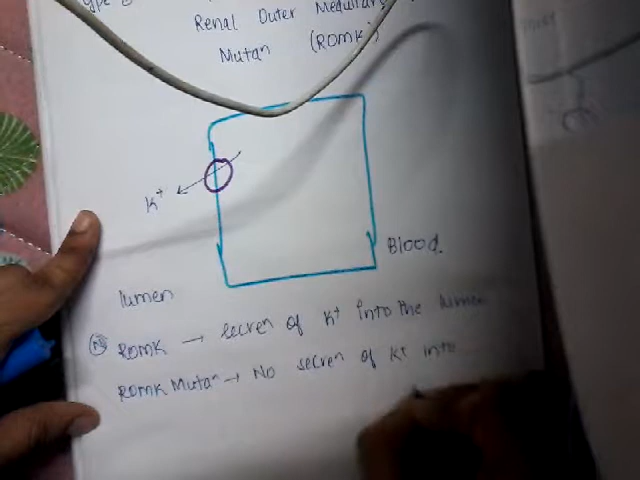 Renal Outer Medullary
Mutaⁿ (ROMK)
K⁺
Blood.
lumen
(N) ROMK → Secreⁿ of K⁺ into the lumen
ROMK Mutaⁿ → No secreⁿ of K⁺ into